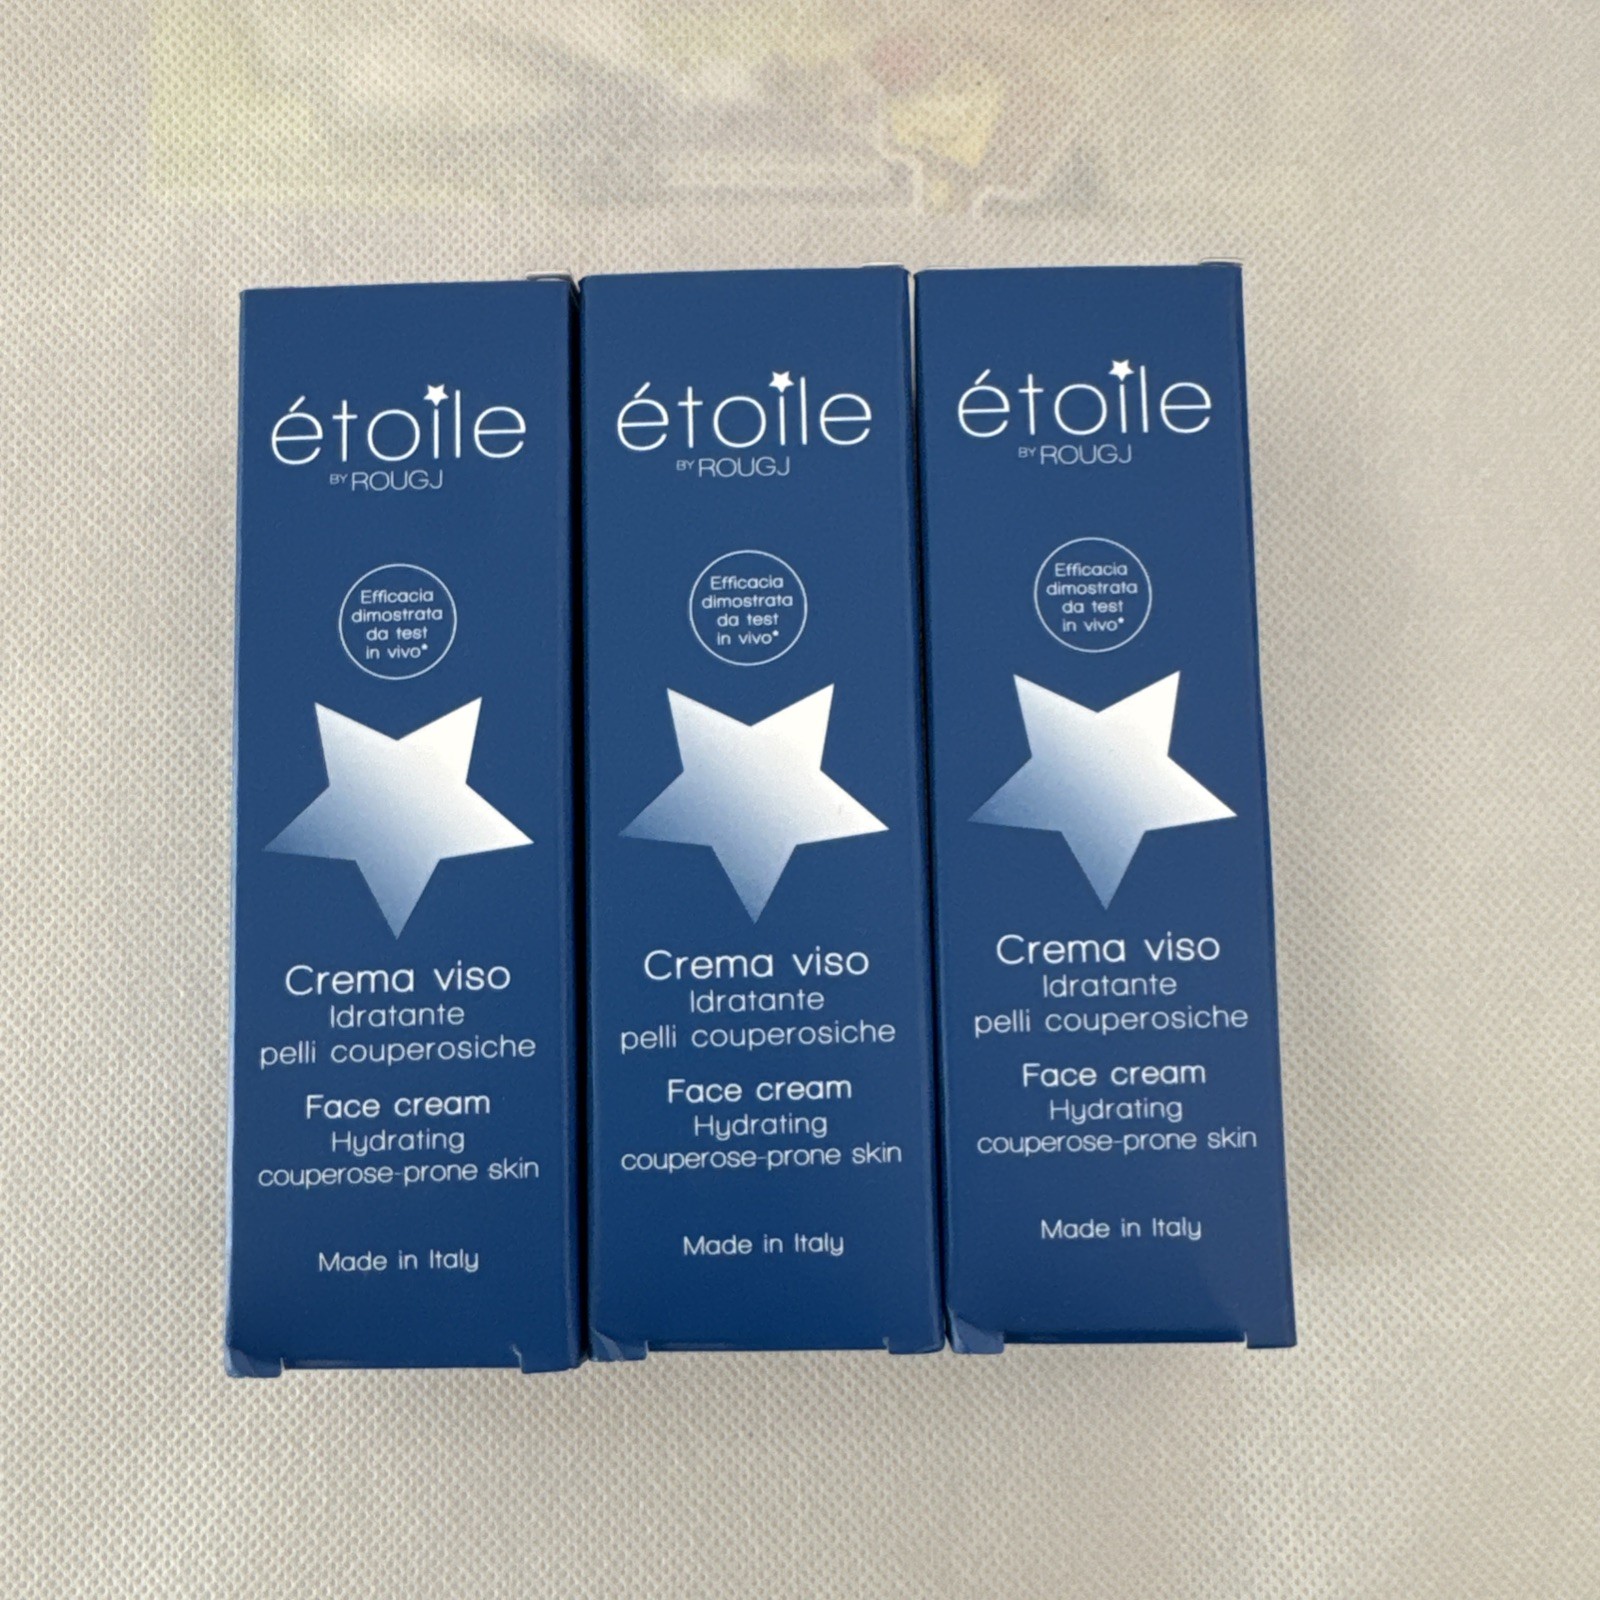 étoile
BY ROUGJ
Efficacia
dimostrata
da test
in vivo*
Crema viso
Idratante
pelli couperosiche
Face cream
Hydrating
couperose-prone skin
Made in Italy
étoile
BY ROUGJ
Efficacia
dimostrata
da test
in vivo*
Crema viso
Idratante
pelli couperosiche
Face cream
Hydrating
couperose-prone skin
Made in Italy
étoile
BY ROUGJ
Efficacia
dimostrata
da test
in vivo*
Crema viso
Idratante
pelli couperosiche
Face cream
Hydrating
couperose-prone skin
Made in Italy